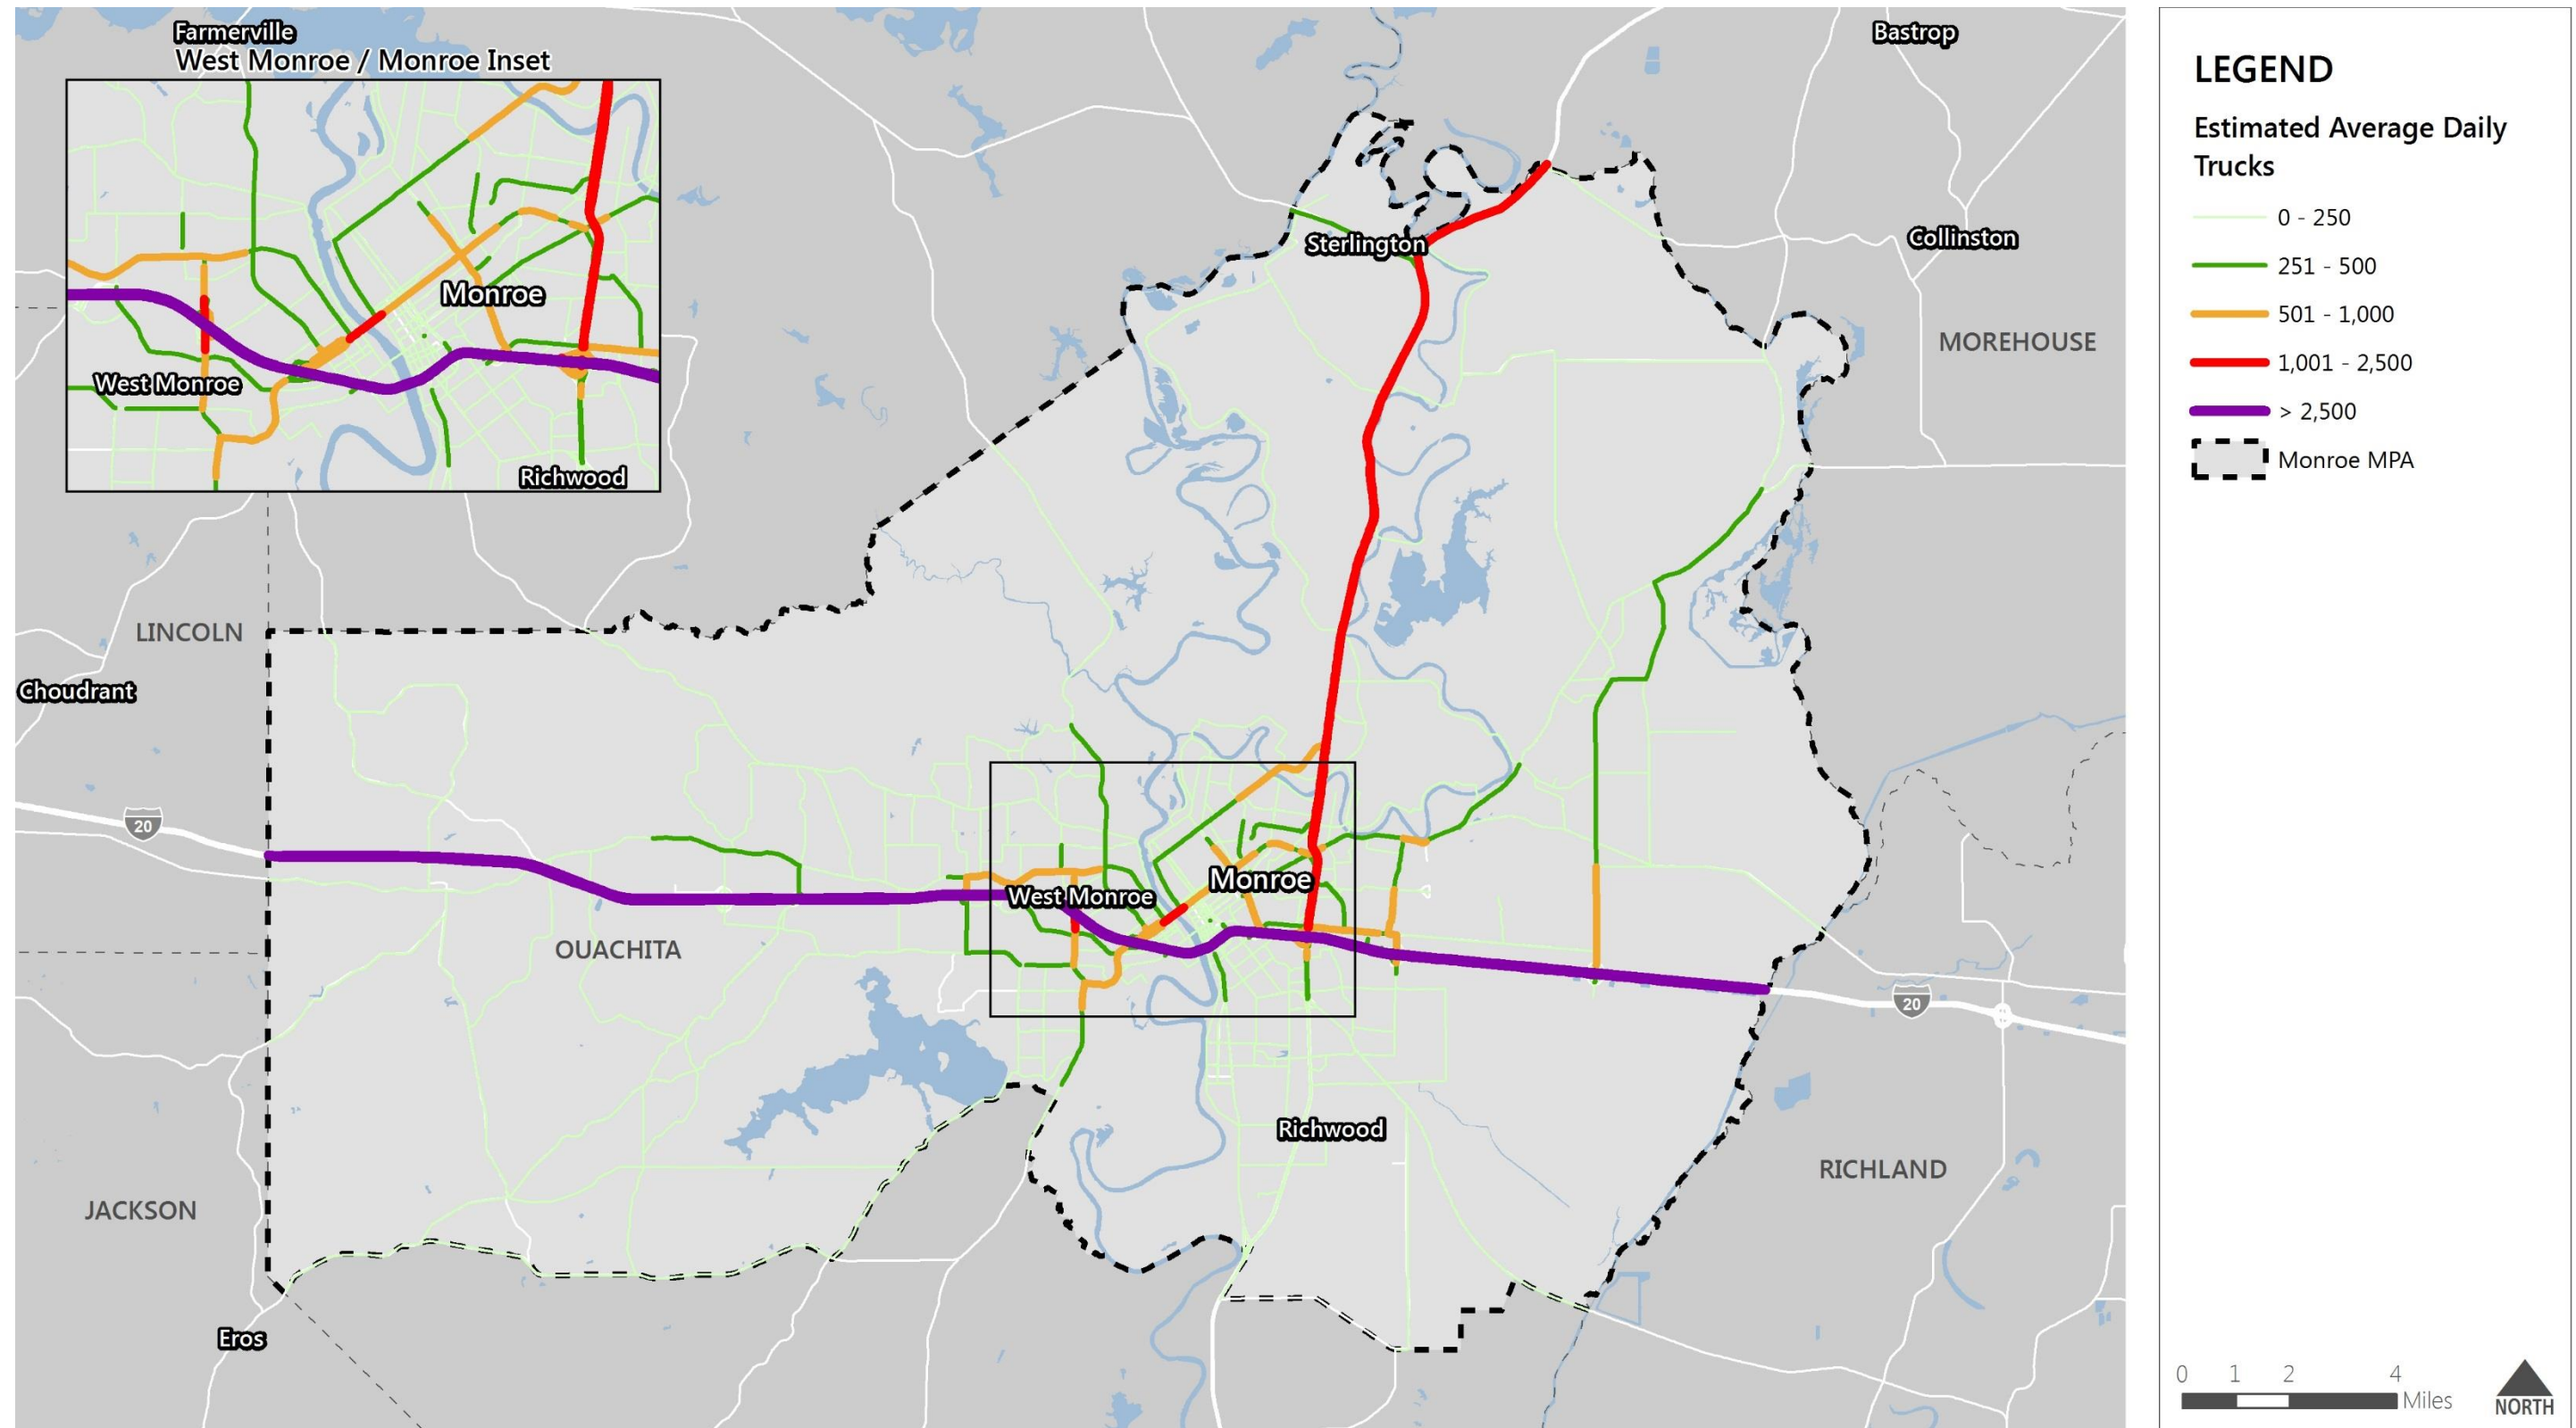 Farmerville
West Monroe / Monroe Inset
Monroe
West Monroe
Richwood
Bastrop
Sterlington
Collinston
MOREHOUSE
LINCOLN
Choudrant
20
West Monroe
Monroe
OUACHITA
20
Richwood
RICHLAND
JACKSON
Eros
LEGEND
Estimated Average Daily
Trucks
0 - 250
251 - 500
501 - 1,000
1,001 - 2,500
> 2,500
Monroe MPA
0 1 2 4
Miles
NORTH